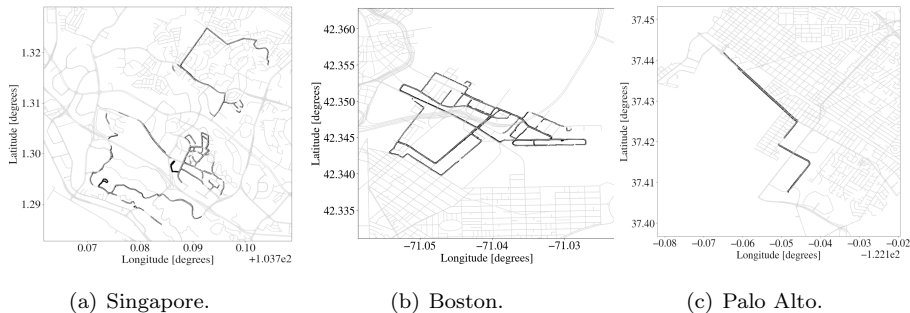 1.32
1.31
1.30
1.29
Latitude [degrees]
0.07 0.08 0.09 0.10
Longitude [degrees] +1.037e2
(a) Singapore.
42.360
42.355
42.350
42.345
42.340
42.335
Latitude [degrees]
−71.05 −71.04 −71.03
Longitude [degrees]
(b) Boston.
37.45
37.44
37.43
37.42
37.41
37.40
Latitude [degrees]
−0.08 −0.07 −0.06 −0.05 −0.04 −0.03 −0.02
Longitude [degrees] −1.221e2
(c) Palo Alto.